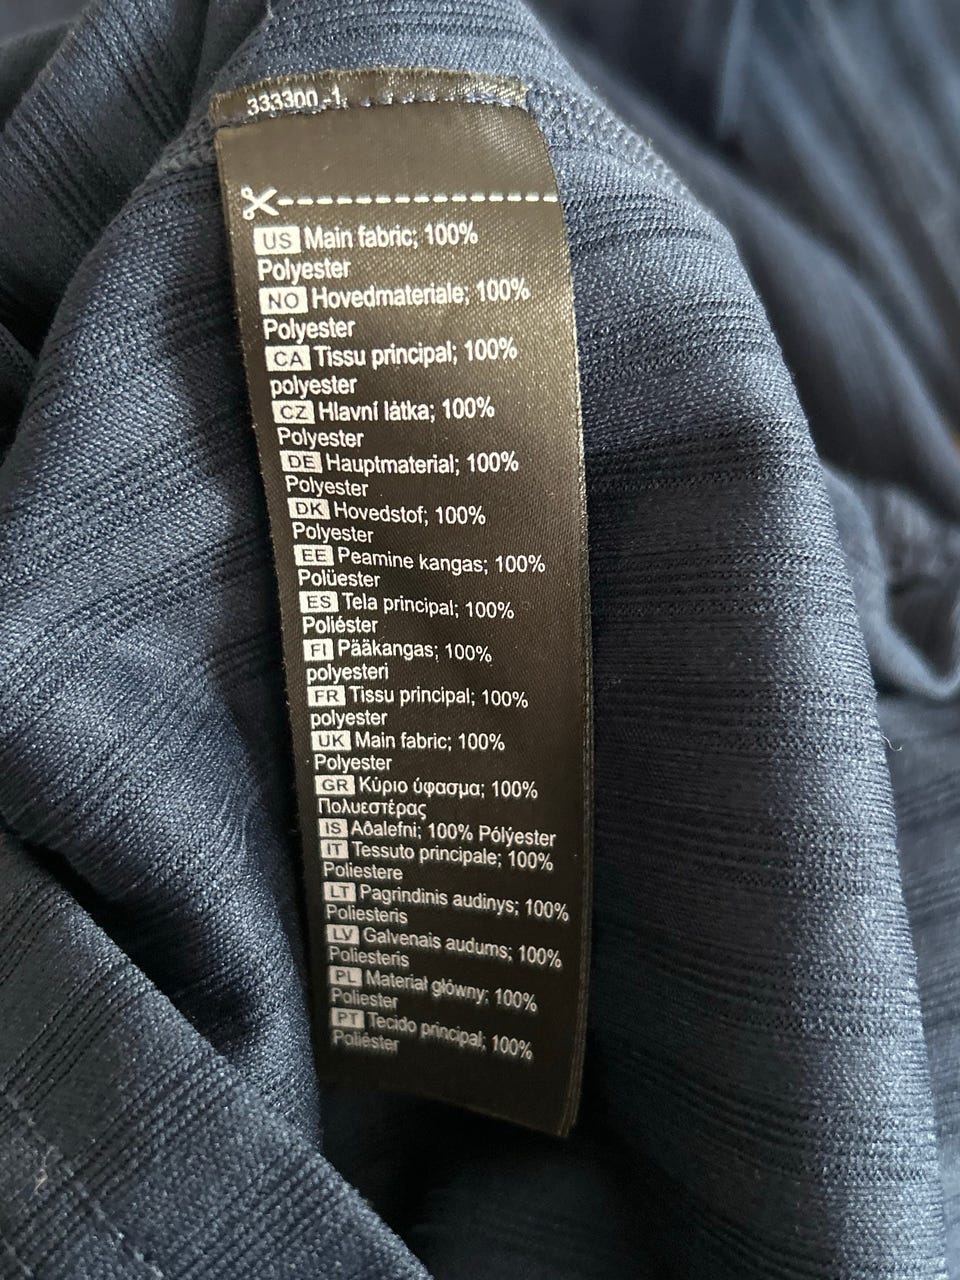 333300 -1
US Main fabric; 100%
Polyester
NO Hovedmateriale; 100%
Polyester
CA Tissu principal; 100%
polyester
CZ Hlavní látka; 100%
Polyester
DE Hauptmaterial; 100%
Polyester
DK Hovedstof; 100%
Polyester
EE Peamine kangas; 100%
Polüester
ES Tela principal; 100%
Poliéster
FI Pääkangas; 100%
polyesteri
FR Tissu principal; 100%
polyester
UK Main fabric; 100%
Polyester
GR Κύριο ύφασμα; 100%
Πολυεστέρας
IS Aðalefni; 100% Pólýester
IT Tessuto principale; 100%
Poliestere
LT Pagrindinis audinys; 100%
Poliesteris
LV Galvenais audums; 100%
Poliesteris
PL Materiał główny; 100%
Poliester
PT Tecido principal; 100%
Poliéster